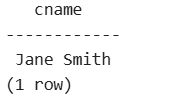 cname
------------
Jane Smith
(1 row)